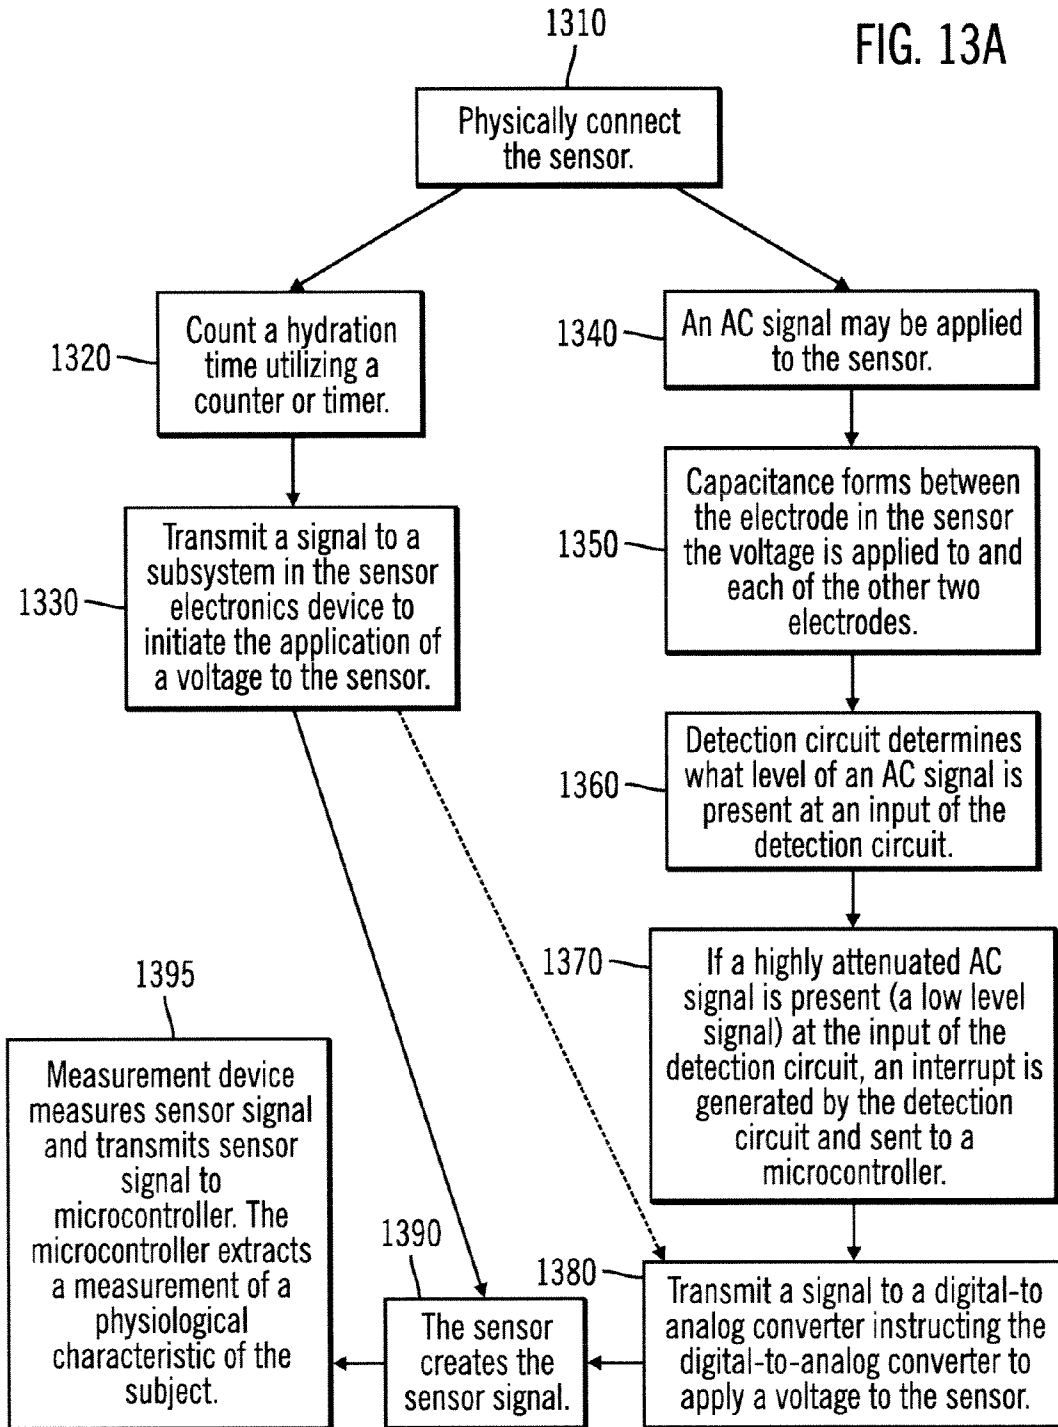 FIG. 13A
1310
Physically connect
the sensor.
1320
Count a hydration
time utilizing a
counter or timer.
1330
Transmit a signal to a
subsystem in the sensor
electronics device to
initiate the application of
a voltage to the sensor.
1340
An AC signal may be applied
to the sensor.
1350
Capacitance forms between
the electrode in the sensor
the voltage is applied to and
each of the other two
electrodes.
1360
Detection circuit determines
what level of an AC signal is
present at an input of the
detection circuit.
1370
If a highly attenuated AC
signal is present (a low level
signal) at the input of the
detection circuit, an interrupt is
generated by the detection
circuit and sent to a
microcontroller.
1380
Transmit a signal to a digital-to
analog converter instructing the
digital-to-analog converter to
apply a voltage to the sensor.
1390
The sensor
creates the
sensor signal.
1395
Measurement device
measures sensor signal
and transmits sensor
signal to
microcontroller. The
microcontroller extracts
a measurement of a
physiological
characteristic of the
subject.